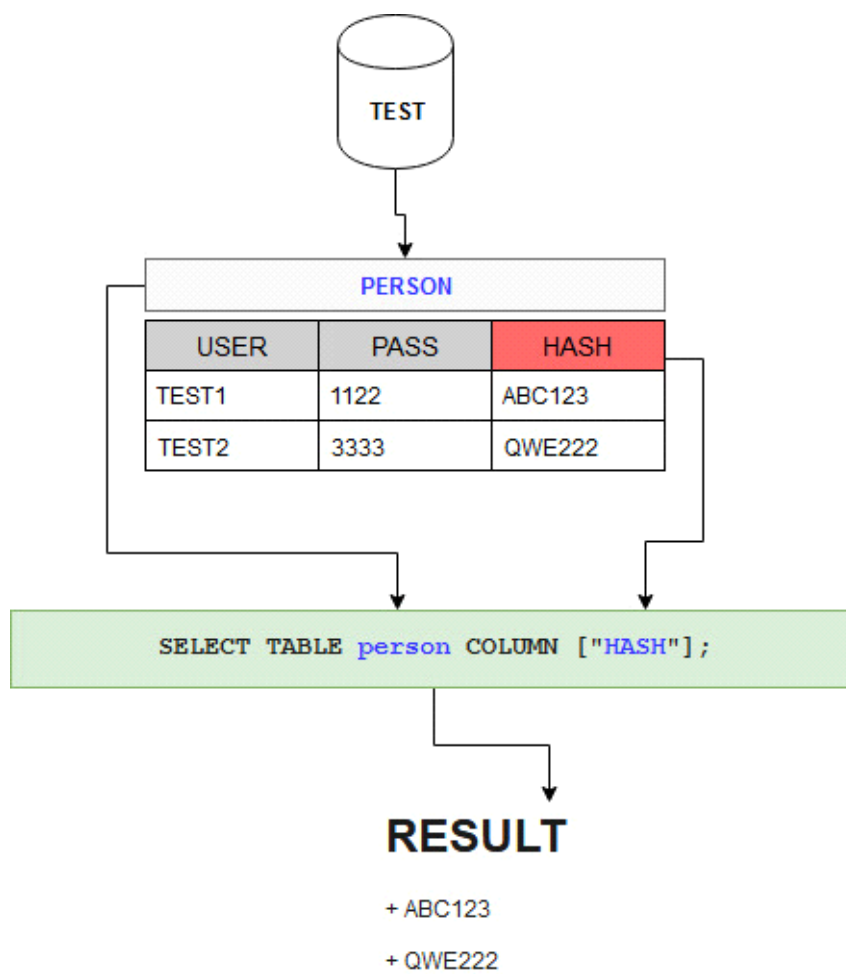 TEST
PERSON
USER PASS HASH
TEST1 1122 ABC123
TEST2 3333 QWE222
SELECT TABLE person COLUMN ["HASH"];
RESULT
+ ABC123
+ QWE222